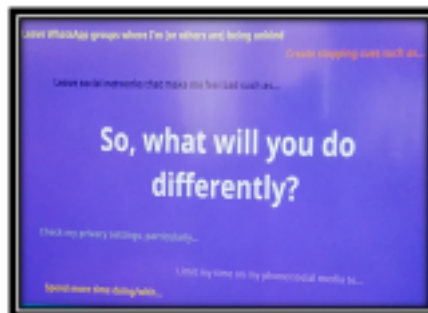 Leave WhatsApp groups where I'm (or others are) being unkind
Create stopping cues such as...
Leave social networks that make me feel bad such as...
So, what will you do
differently?
Check my privacy settings, particularly...
Limit my time on my phone/social media to...
Spend more time doing/with...